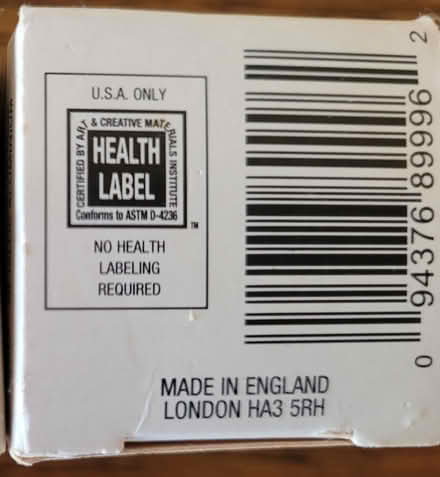 U.S.A. ONLY
CERTIFIED BY ART & CREATIVE MATERIALS INSTITUTE
HEALTH
LABEL
Conforms to ASTM D-4236
TM
NO HEALTH
LABELING
REQUIRED
0 94376 89996 2
MADE IN ENGLAND
LONDON HA3 5RH